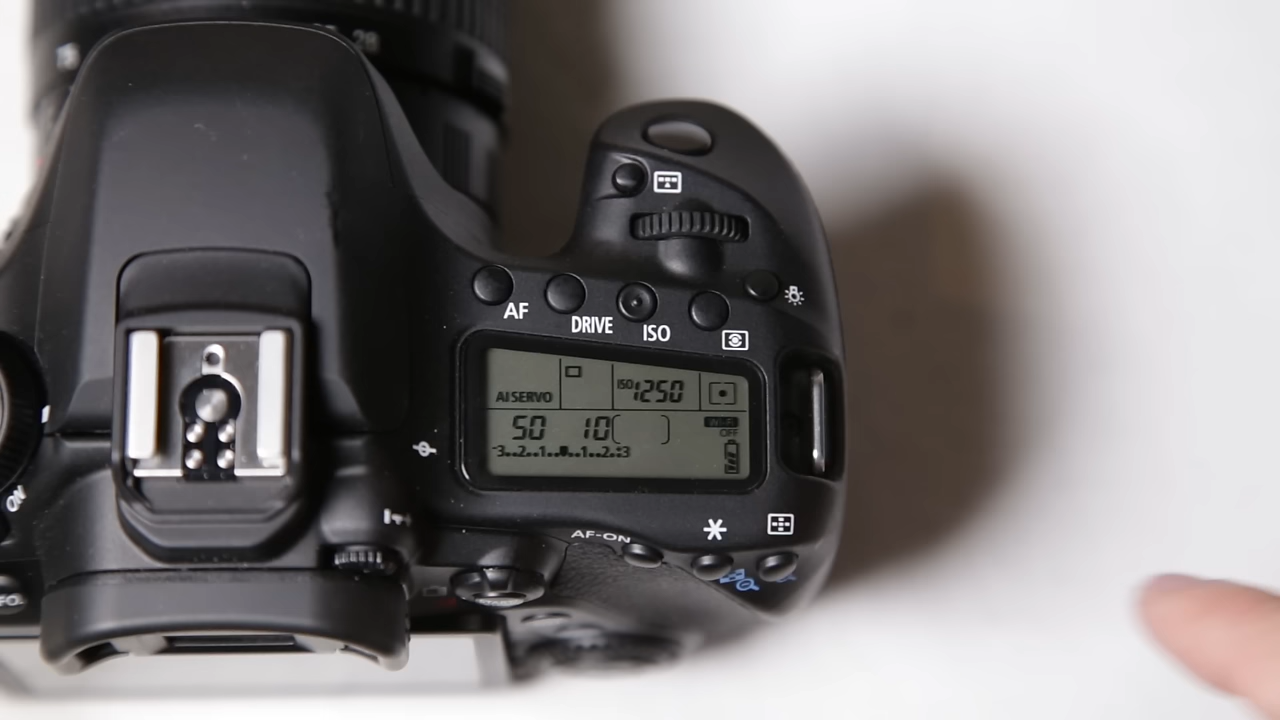 28
AF
DRIVE
ISO
AI SERVO
ISO 1250
50 10
Wi-Fi
OFF
-3..2..1..▼..1..2.:3
ON
AF-ON